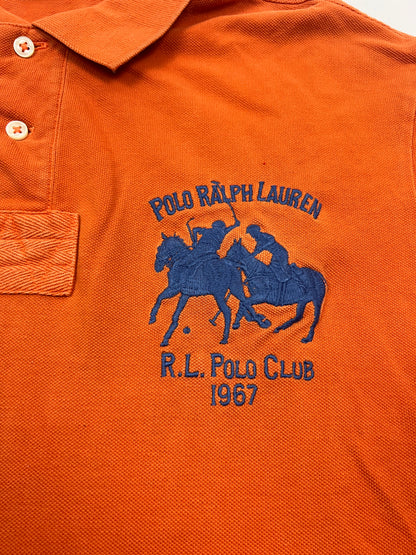 POLO RALPH LAUREN
R.L. POLO CLUB
1967